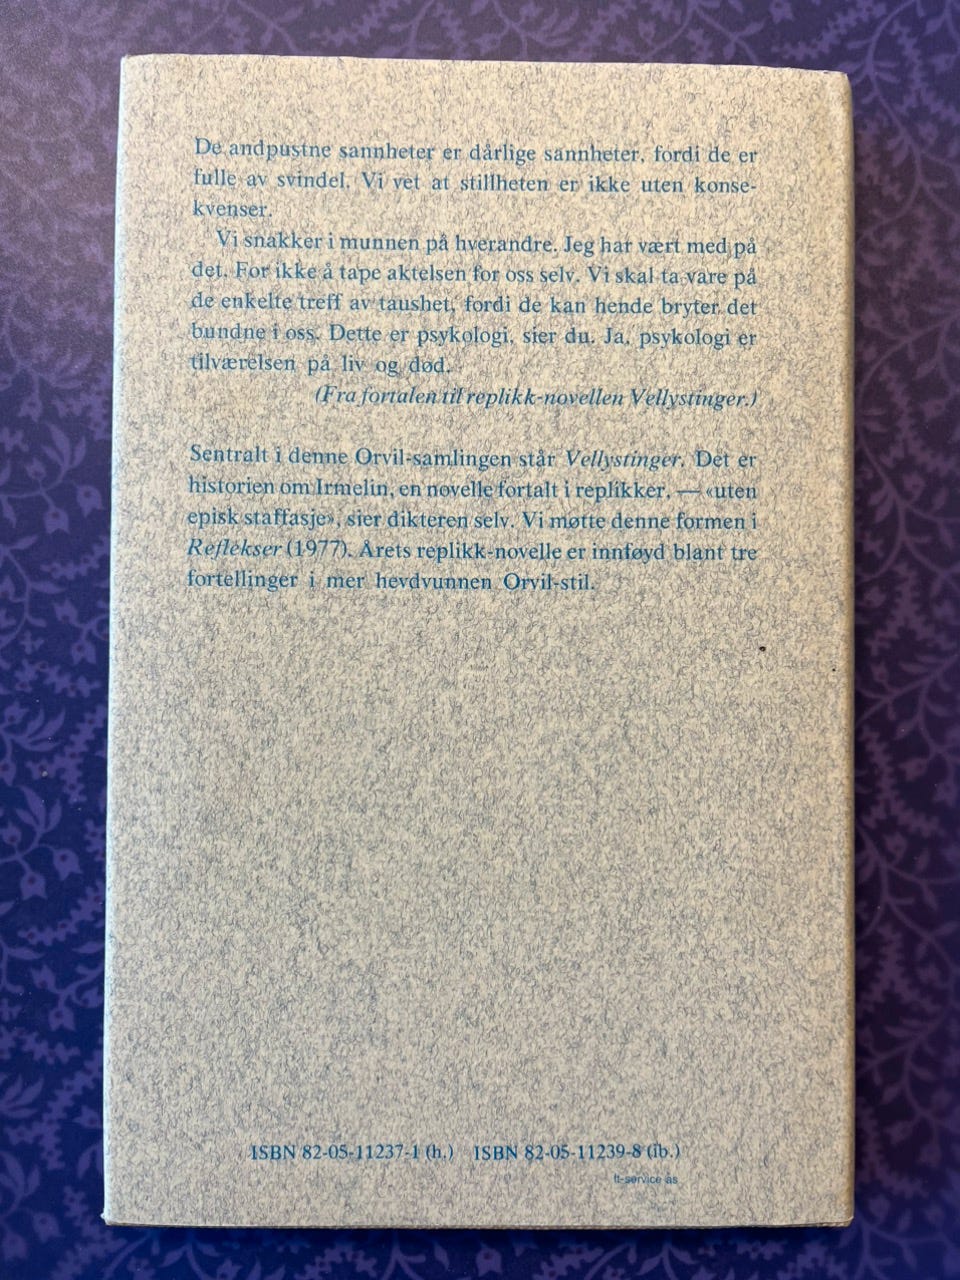 De andpustne sannheter er dårlige sannheter, fordi de er
fulle av svindel. Vi vet at stillheten er ikke uten konse-
kvenser.
Vi snakker i munnen på hverandre. Jeg har vært med på
det. For ikke å tape aktelsen for oss selv. Vi skal ta vare på
de enkelte treff av taushet, fordi de kan hende bryter det
bundne i oss. Dette er psykologi, sier du. Ja, psykologi er
tilværelsen på liv og død.
(Fra fortalen til replikk-novellen Vellystinger.)
Sentralt i denne Orvil-samlingen står Vellystinger. Det er
historien om Irmelin, en novelle fortalt i replikker, — «uten
episk staffasje», sier dikteren selv. Vi møtte denne formen i
Reflekser (1977). Årets replikk-novelle er innføyd blant tre
fortellinger i mer hevdvunnen Orvil-stil.
ISBN 82-05-11237-1 (h.) ISBN 82-05-11239-8 (ib.)
tt-service as